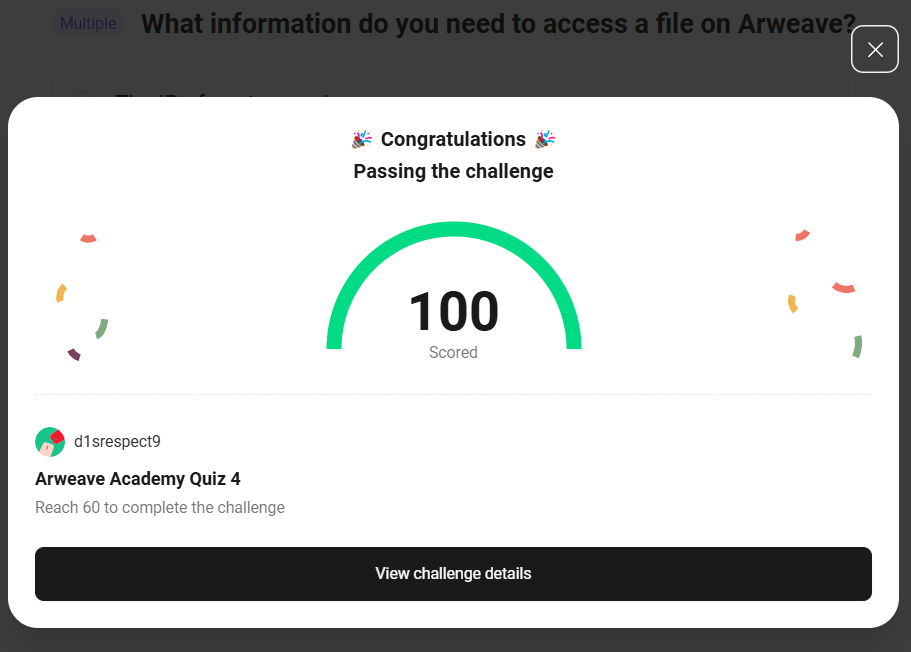 Multiple
What information do you need to access a file on Arweave?
Congratulations
Passing the challenge
100
Scored
d1srespect9
Arweave Academy Quiz 4
Reach 60 to complete the challenge
View challenge details